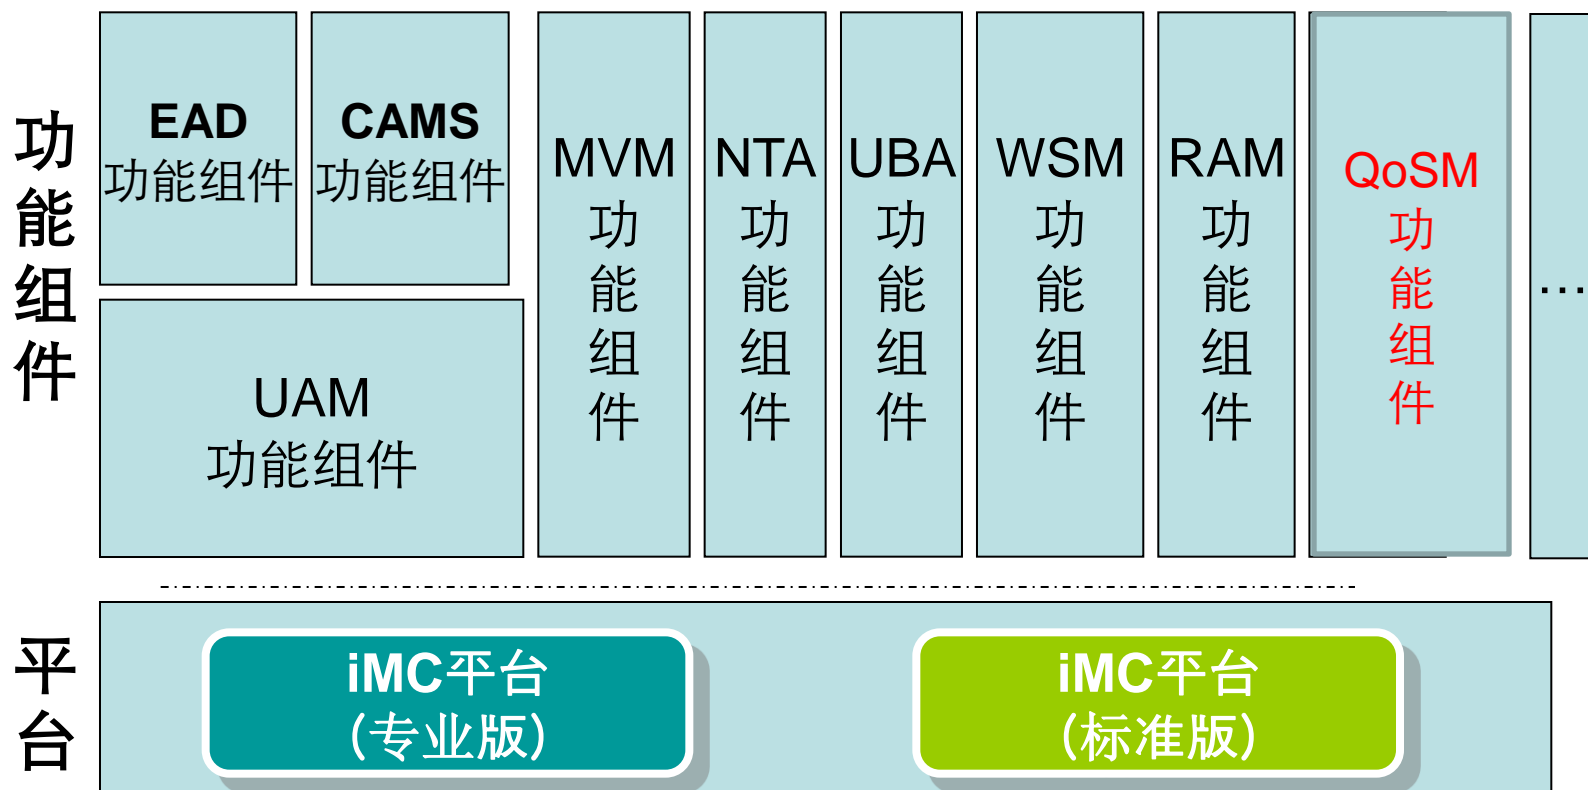 功能组件
EAD
功能组件
CAMS
功能组件
UAM
功能组件
MVM
功能组件
NTA
功能组件
UBA
功能组件
WSM
功能组件
RAM
功能组件
QoSM
功能组件
...
平台
iMC平台
(专业版)
iMC平台
(标准版)